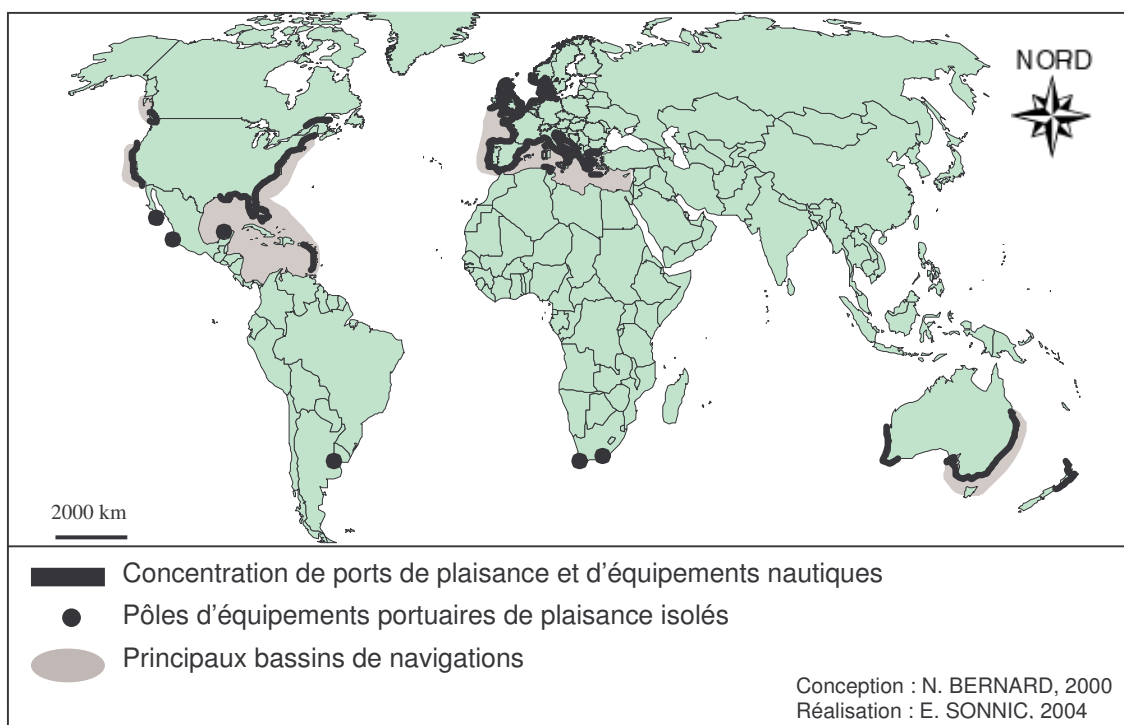 NORD
2000 km
Concentration de ports de plaisance et d'équipements nautiques
Pôles d'équipements portuaires de plaisance isolés
Principaux bassins de navigations
Conception : N. BERNARD, 2000
Réalisation : E. SONNIC, 2004